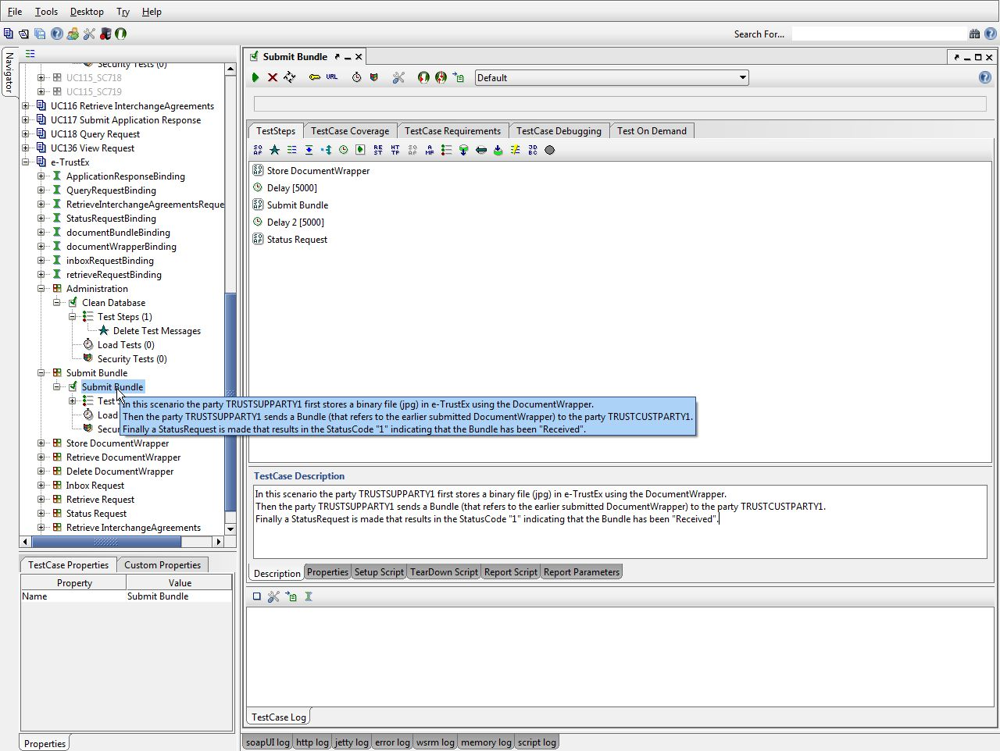 File Tools Desktop Try Help
Search For...
Navigator
Submit Bundle
Security Tests (0)
UC115_SC718
UC115_SC719
UC116 Retrieve InterchangeAgreements
UC117 Submit Application Response
UC118 Query Request
UC136 View Request
e-TrustEx
ApplicationResponseBinding
QueryRequestBinding
RetrieveInterchangeAgreementsReque
StatusRequestBinding
documentBundleBinding
documentWrapperBinding
inboxRequestBinding
retrieveRequestBinding
Administration
Clean Database
Test Steps (1)
Delete Test Messages
Load Tests (0)
Security Tests (0)
Submit Bundle
Submit Bundle
Test
Load
Secur
In this scenario the party TRUSTSUPPARTY1 first stores a binary file (jpg) in e-TrustEx using the DocumentWrapper.
Then the party TRUSTSUPPARTY1 sends a Bundle (that refers to the earlier submitted DocumentWrapper) to the party TRUSTCUSTPARTY1.
Finally a StatusRequest is made that results in the StatusCode "1" indicating that the Bundle has been "Received".
Store DocumentWrapper
Retrieve DocumentWrapper
Delete DocumentWrapper
Inbox Request
Retrieve Request
Status Request
Retrieve InterchangeAgreements
TestCase Properties Custom Properties
Property Value
Name Submit Bundle
Properties
URL
Default
TestSteps TestCase Coverage TestCase Requirements TestCase Debugging Test On Demand
Store DocumentWrapper
Delay [5000]
Submit Bundle
Delay 2 [5000]
Status Request
TestCase Description
In this scenario the party TRUSTSUPPARTY1 first stores a binary file (jpg) in e-TrustEx using the DocumentWrapper.
Then the party TRUSTSUPPARTY1 sends a Bundle (that refers to the earlier submitted DocumentWrapper) to the party TRUSTCUSTPARTY1.
Finally a StatusRequest is made that results in the StatusCode "1" indicating that the Bundle has been "Received".
Description Properties Setup Script TearDown Script Report Script Report Parameters
TestCase Log
soapUI log http log jetty log error log wsrm log memory log script log